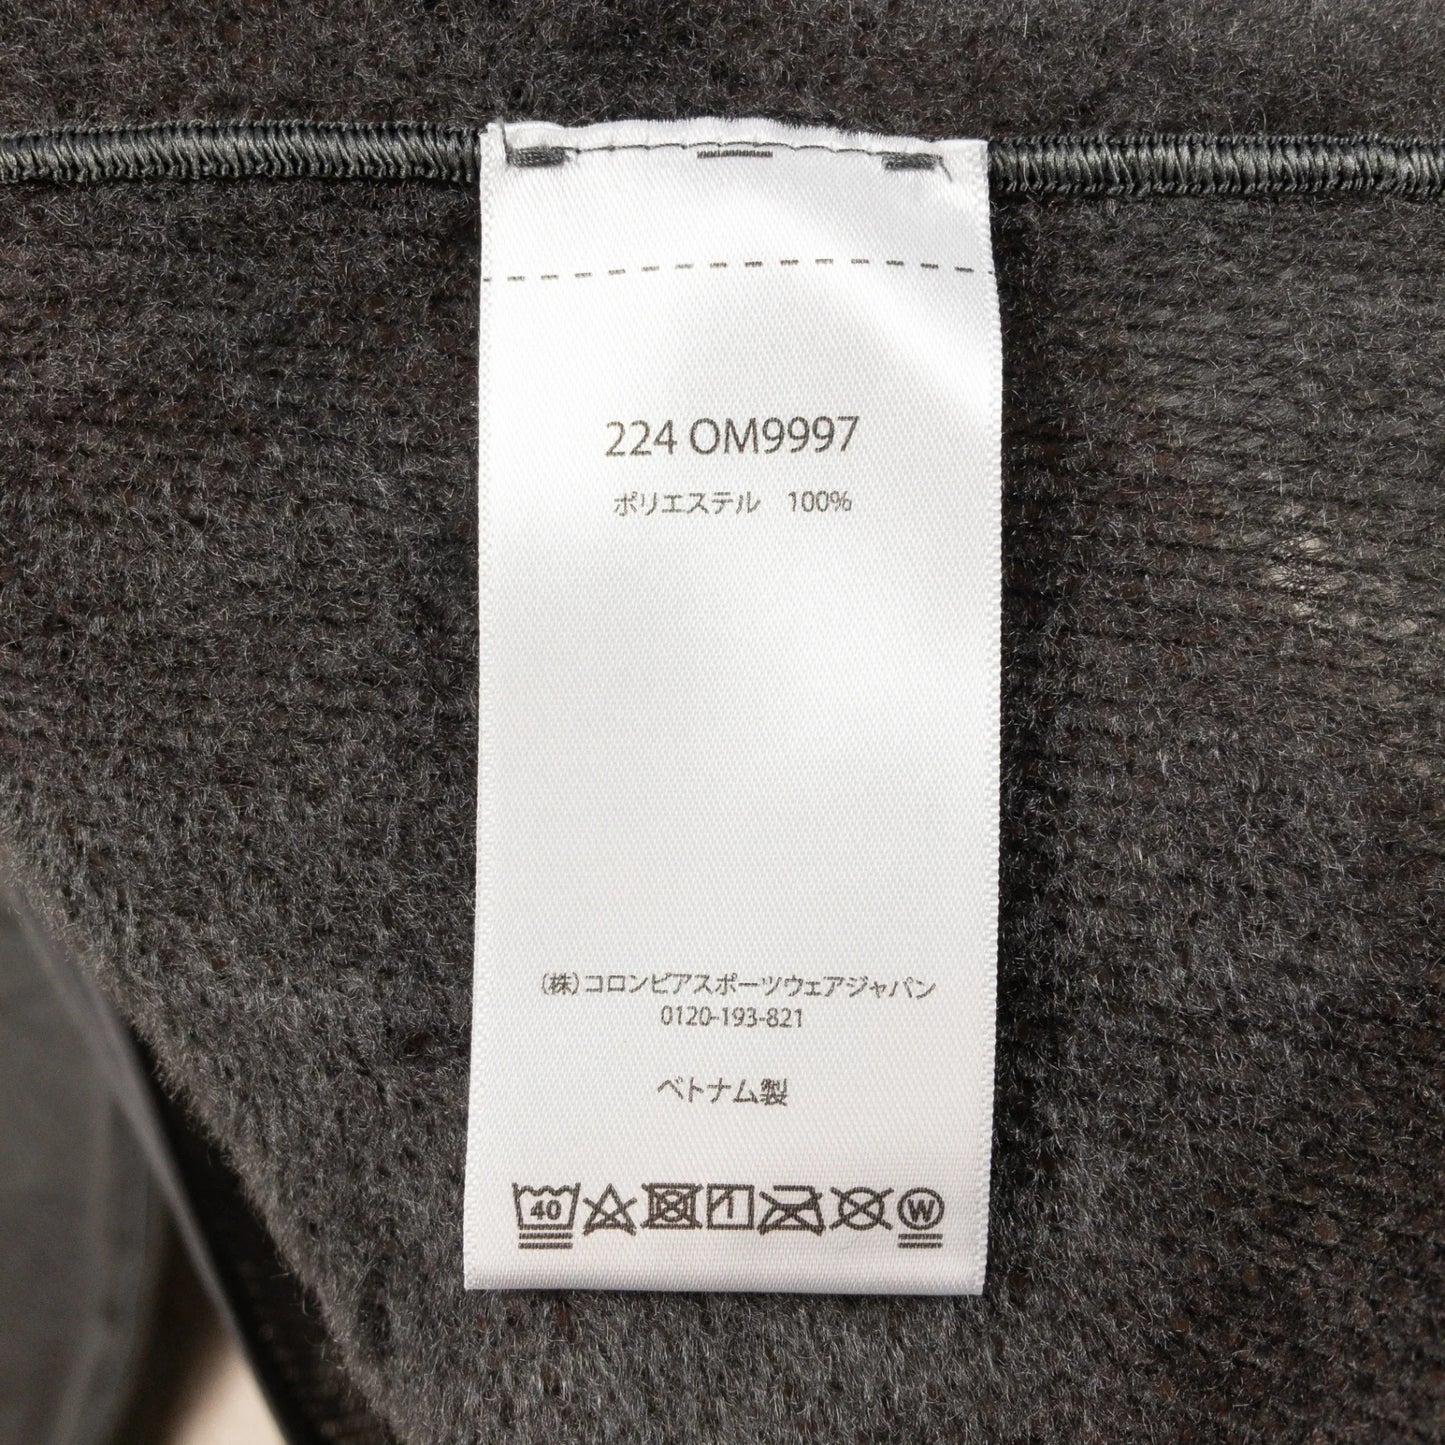 224 OM9997
ポリエステル 100%
(株)コロンビアスポーツウェアジャパン
0120-193-821
ベトナム製
40 W